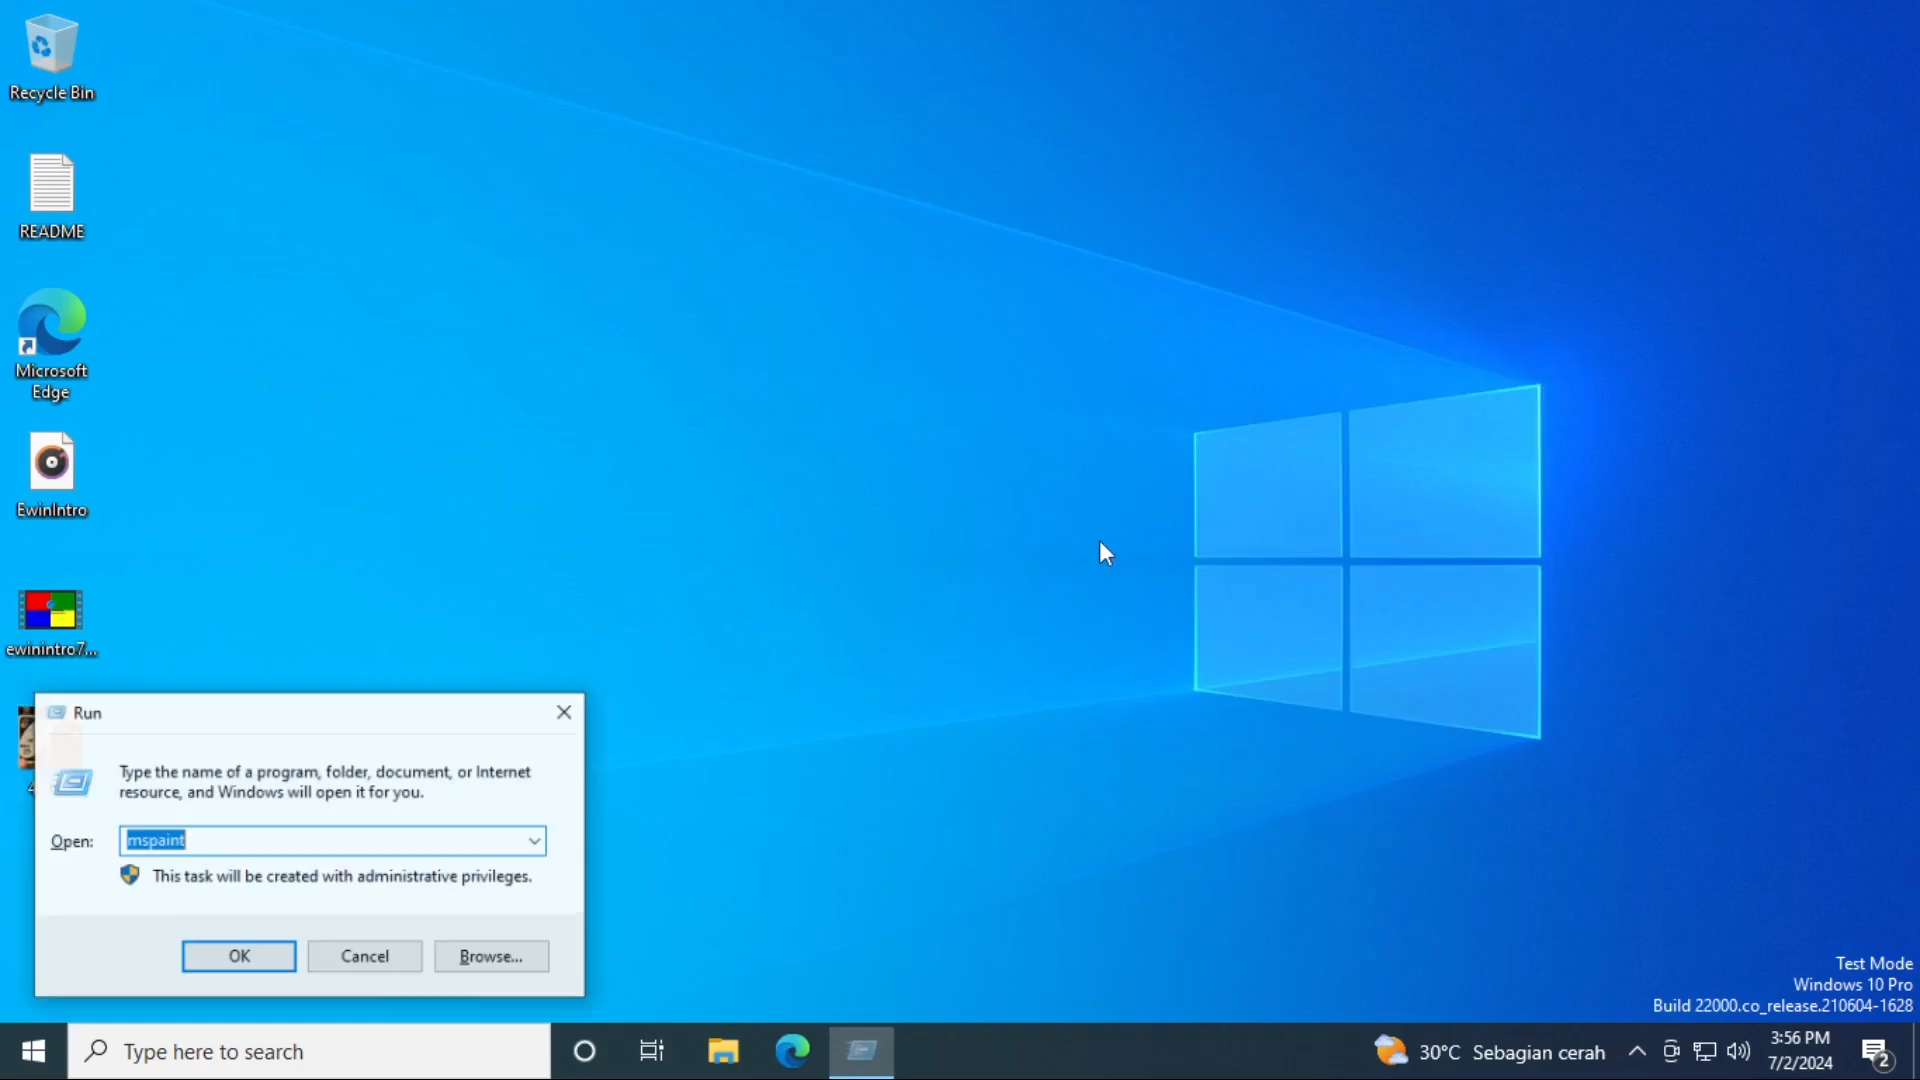 Recycle Bin
README
Microsoft
Edge
EwinIntro
ewinintro7...
4
Run
Type the name of a program, folder, document, or Internet
resource, and Windows will open it for you.
Open:
mspaint
This task will be created with administrative privileges.
OK
Cancel
Browse...
Test Mode
Windows 10 Pro
Build 22000.co_release.210604-1628
Type here to search
30°C Sebagian cerah
3:56 PM
7/2/2024
2